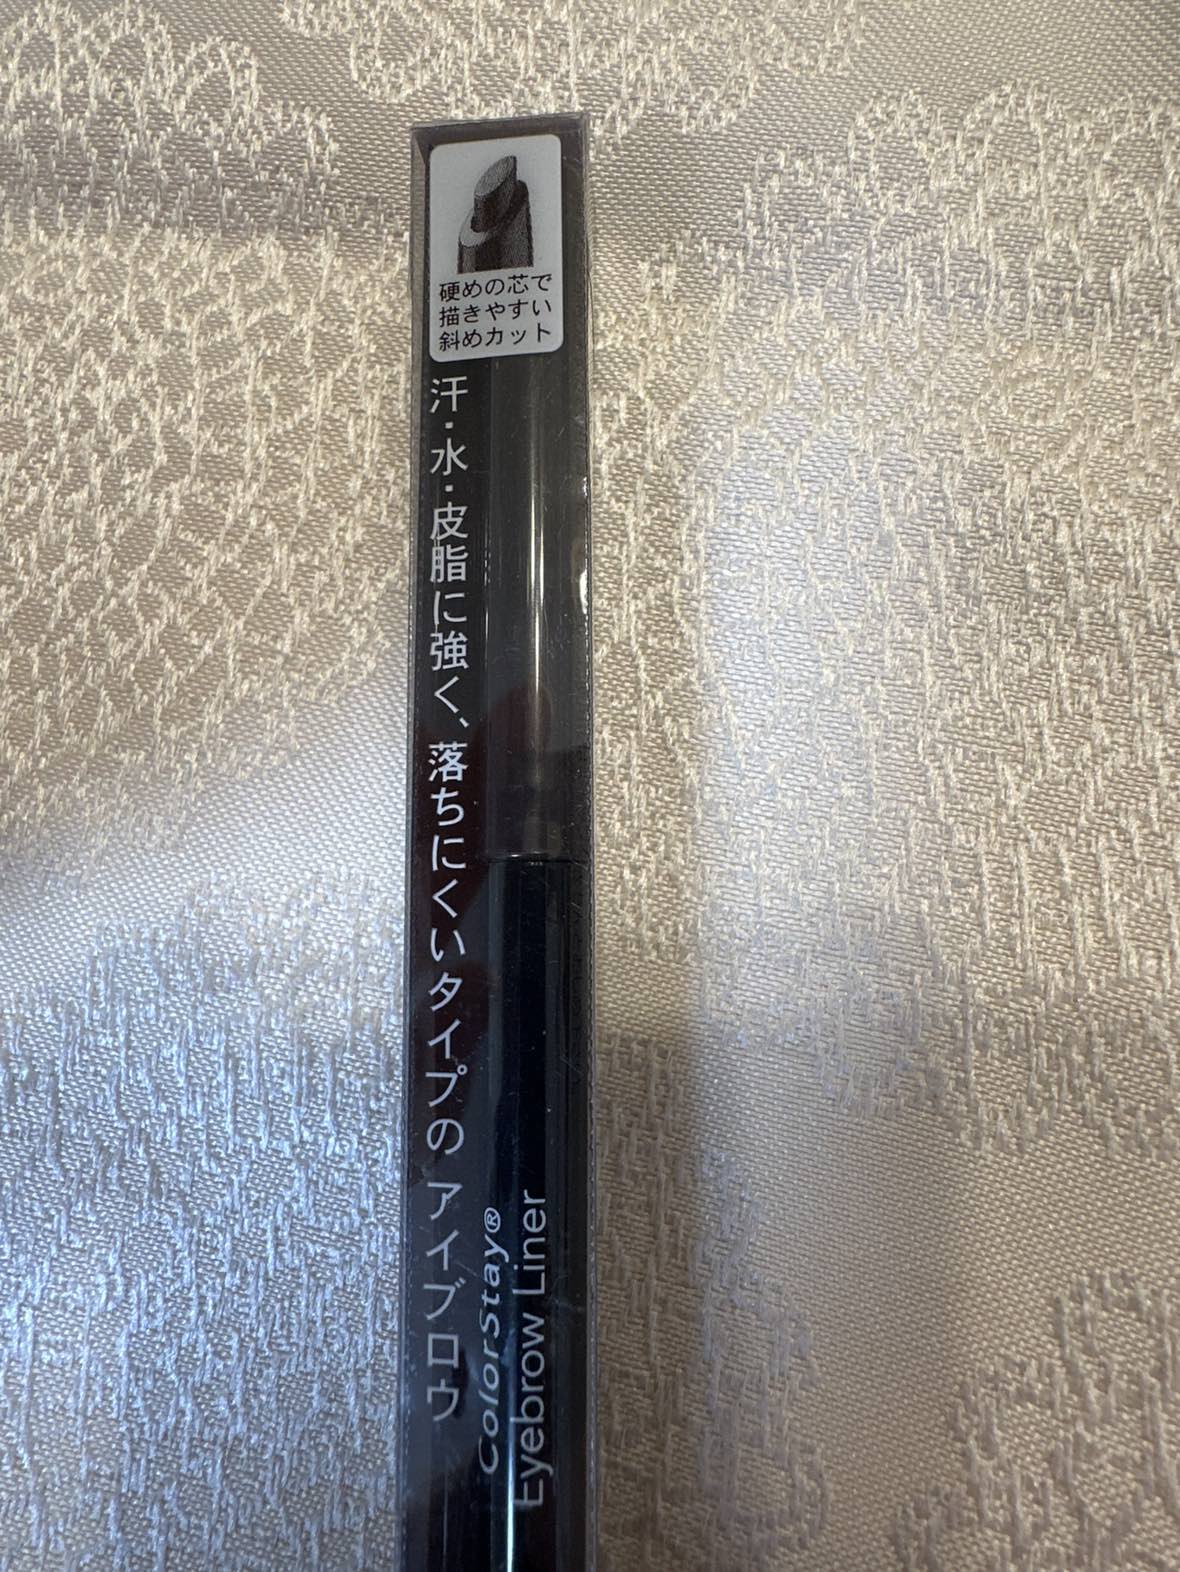 硬めの芯で
描きやすい
斜めカット
汗・水・皮脂に強く、落ちにくいタイプの アイブロウ
ColorStay®
Eyebrow Liner